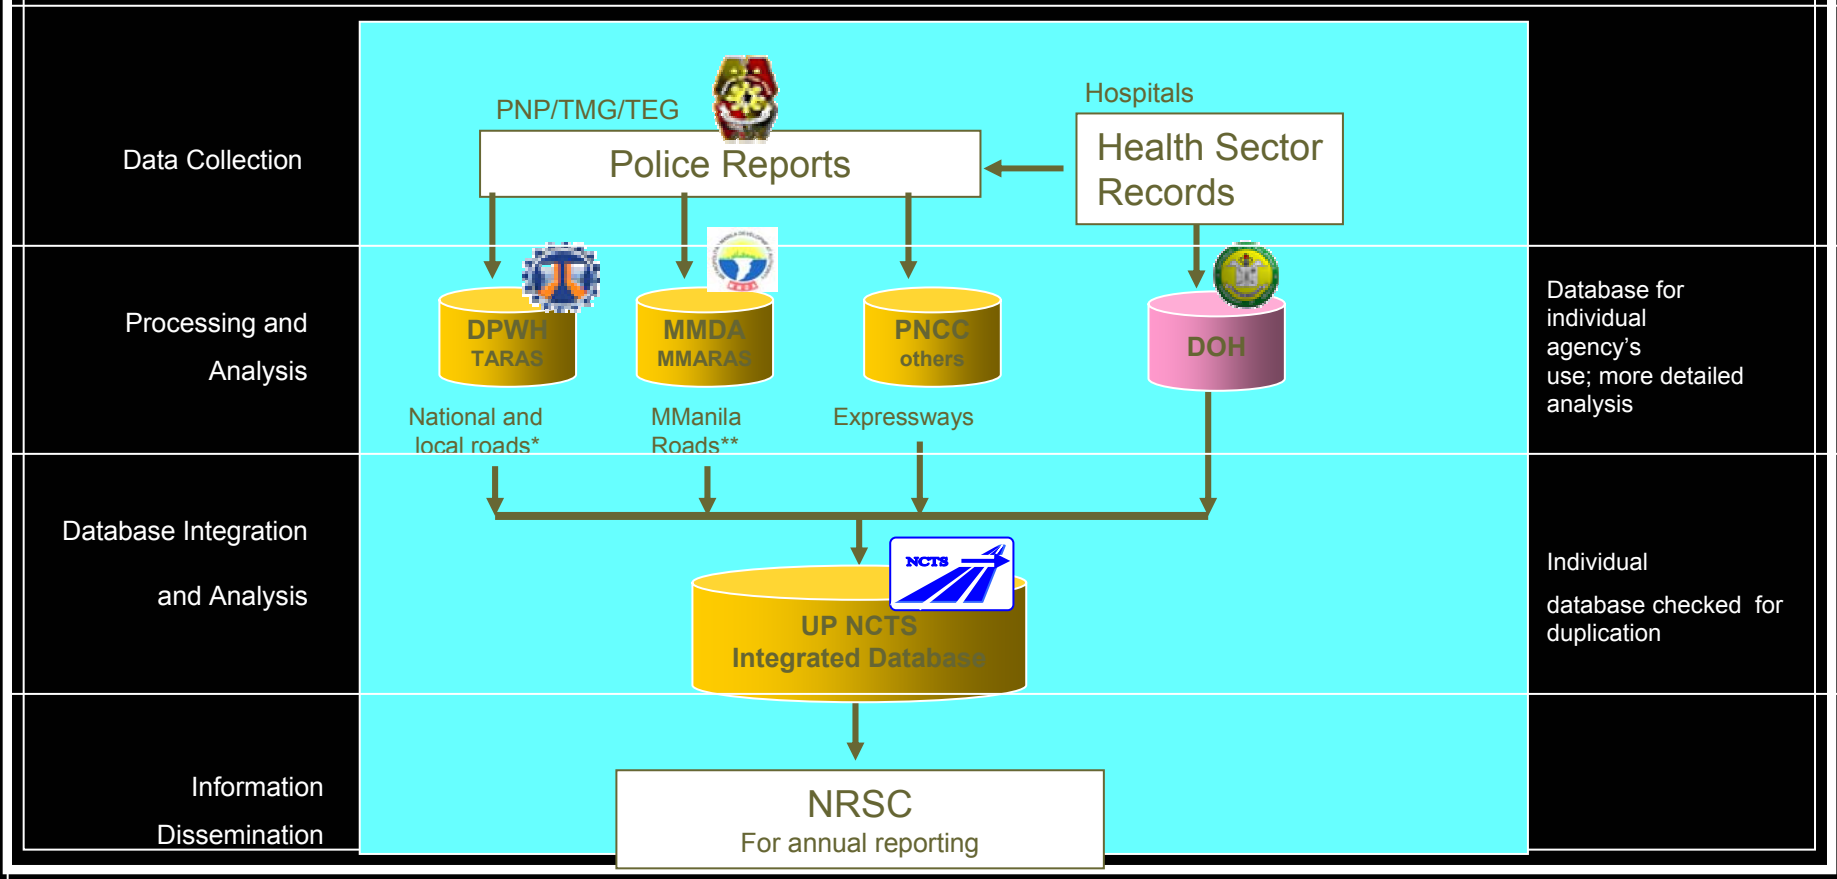 PNP/TMG/TEG
Hospitals
Data Collection
Police Reports
Health Sector
Records
Processing and
Analysis
DPWH
TARAS
MMDA
MMARAS
PNCC
others
DOH
Database for
individual
agency’s
use; more detailed
analysis
National and
local roads*
MManila
Roads**
Expressways
Database Integration
and Analysis
NCTS
UP NCTS
Integrated Database
Individual
database checked for
duplication
Information
Dissemination
NRSC
For annual reporting